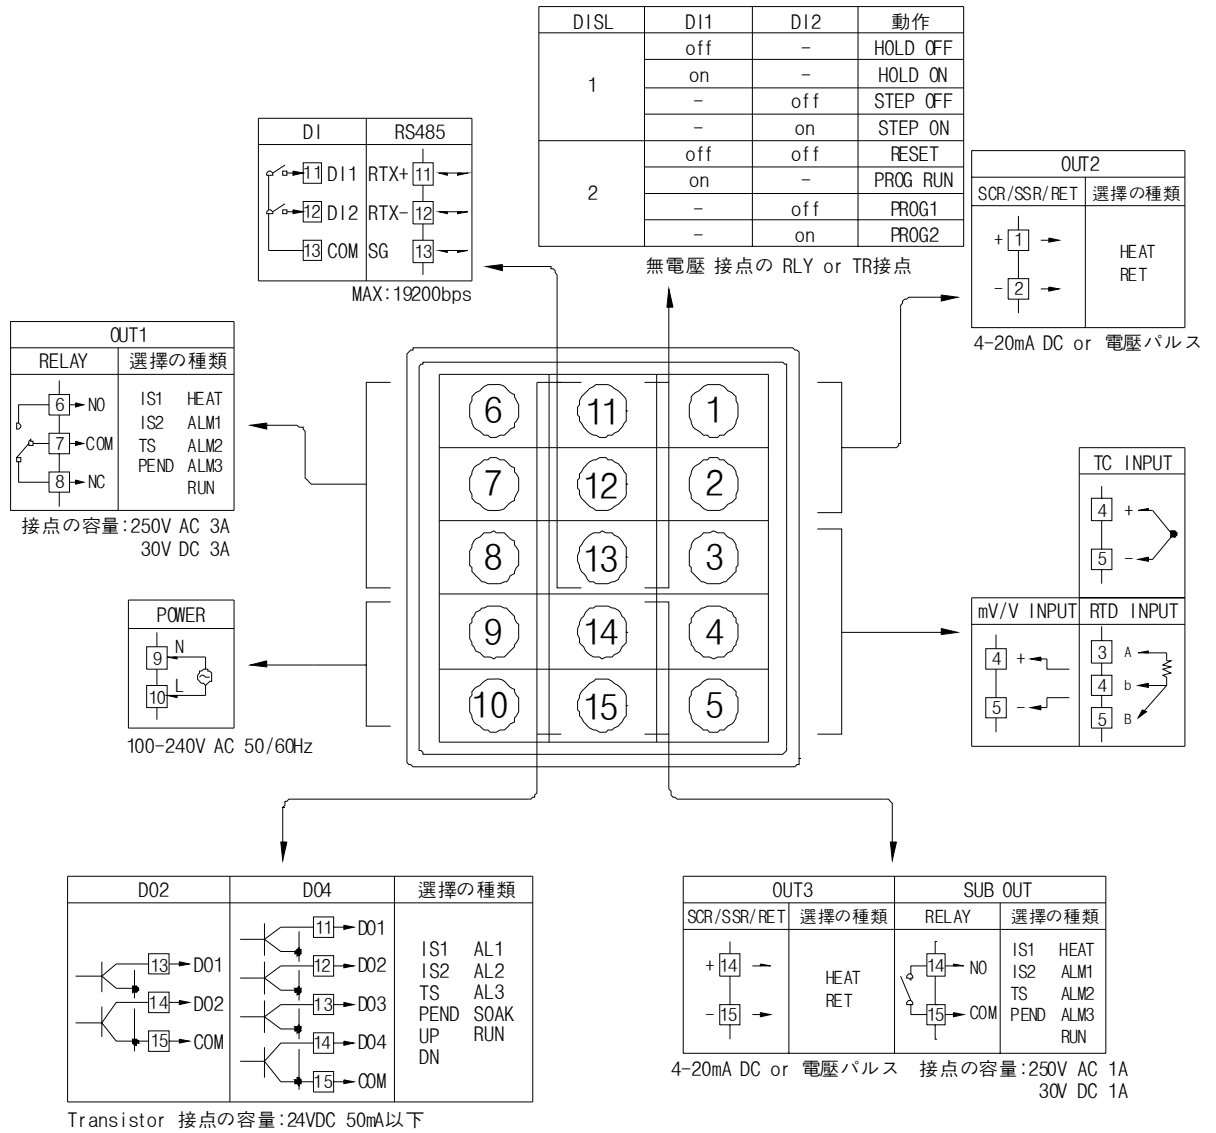 DISL DI1 DI2 動作
1
off - HOLD OFF
on - HOLD ON
- off STEP OFF
- on STEP ON
2
off off RESET
on - PROG RUN
- off PROG1
- on PROG2
無電壓 接点の RLY or TR接点
DI RS485
11 DI1 RTX+ 11
12 DI2 RTX- 12
13 COM SG 13
MAX:19200bps
OUT2
SCR/SSR/RET 選擇の種類
+ 1
- 2
HEAT
RET
4-20mA DC or 電壓パルス
OUT1
RELAY 選擇の種類
6 NO
7 COM
8 NC
IS1 HEAT
IS2 ALM1
TS ALM2
PEND ALM3
RUN
接点の容量:250V AC 3A
30V DC 3A
6 11 1
7 12 2
8 13 3
9 14 4
10 15 5
TC INPUT
4 +
5 -
POWER
9 N
10 L
100-240V AC 50/60Hz
mV/V INPUT RTD INPUT
4 +
5 -
3 A
4 b
5 B
DO2 DO4 選擇の種類
13 DO1
14 DO2
15 COM
11 DO1
12 DO2
13 DO3
14 DO4
15 COM
IS1 AL1
IS2 AL2
TS AL3
PEND SOAK
UP RUN
DN
Transistor 接点の容量:24VDC 50mA以下
OUT3 SUB OUT
SCR/SSR/RET 選擇の種類 RELAY 選擇の種類
+ 14
- 15
HEAT
RET
14 NO
15 COM
IS1 HEAT
IS2 ALM1
TS ALM2
PEND ALM3
RUN
4-20mA DC or 電壓パルス 接点の容量:250V AC 1A
30V DC 1A